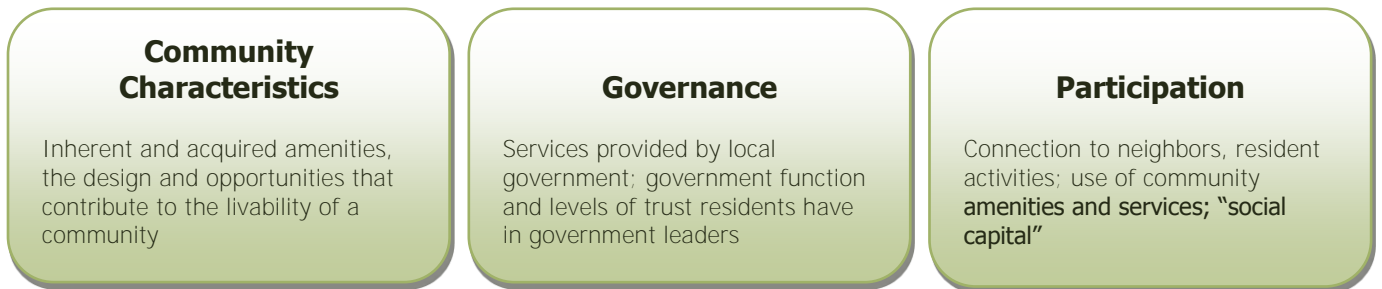 Community
Characteristics
Inherent and acquired amenities,
the design and opportunities that
contribute to the livability of a
community
Governance
Services provided by local
government; government function
and levels of trust residents have
in government leaders
Participation
Connection to neighbors, resident
activities; use of community
amenities and services; “social
capital”